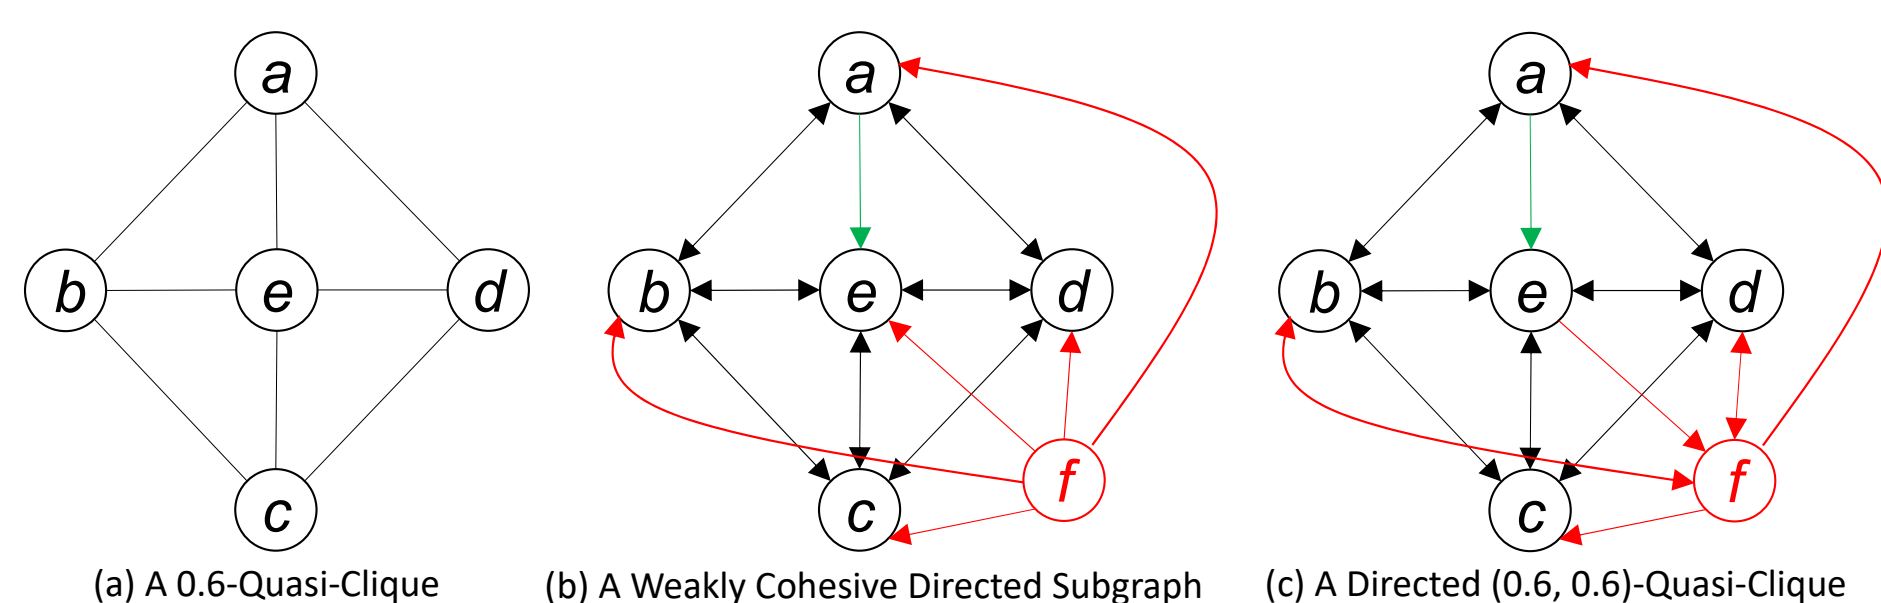 a
b
e
d
c
(a) A 0.6-Quasi-Clique
a
b
e
d
f
c
(b) A Weakly Cohesive Directed Subgraph
a
b
e
d
f
c
(c) A Directed (0.6, 0.6)-Quasi-Clique